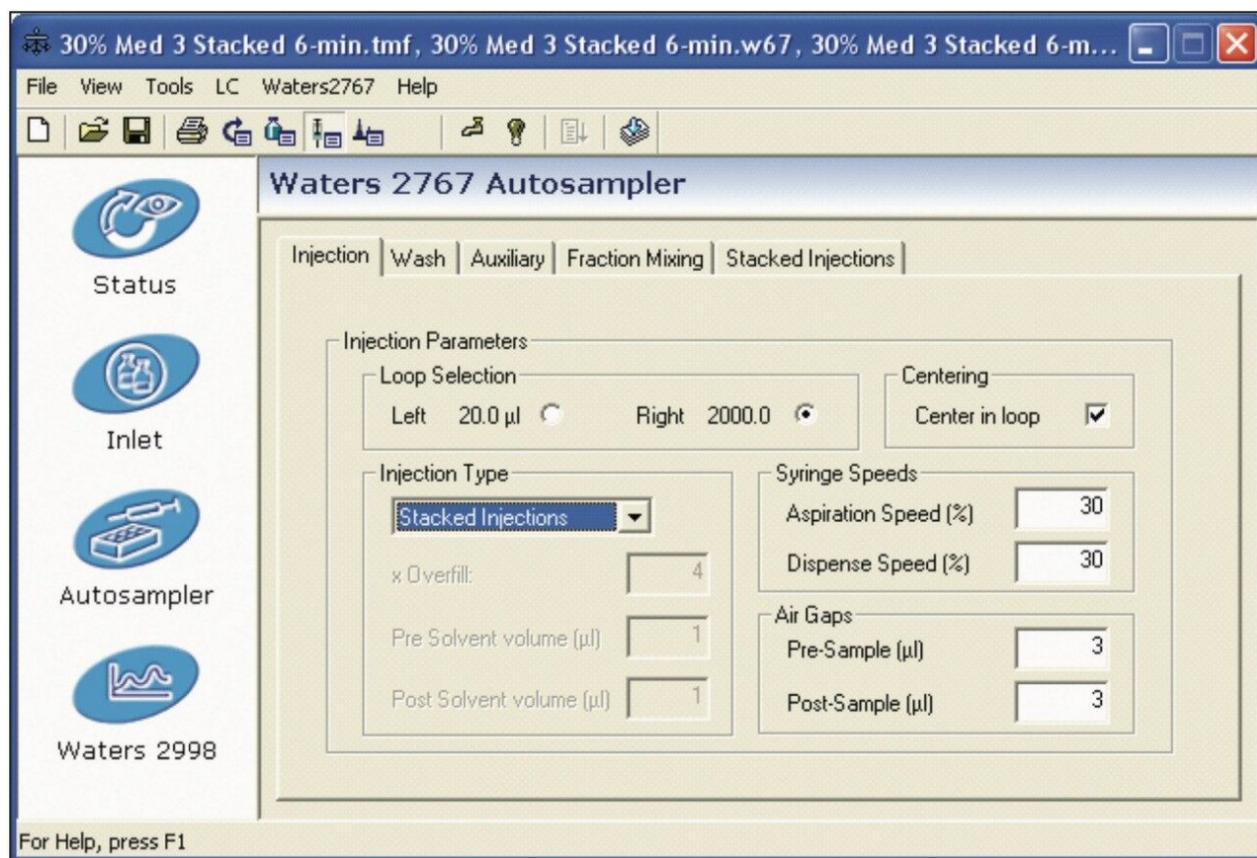 30% Med 3 Stacked 6-min.tmf, 30% Med 3 Stacked 6-min.w67, 30% Med 3 Stacked 6-m...
File View Tools LC Waters2767 Help
Waters 2767 Autosampler
Status
Inlet
Autosampler
Waters 2998
Injection Wash Auxiliary Fraction Mixing Stacked Injections
Injection Parameters
Loop Selection
Left 20.0 µl Right 2000.0
Centering
Center in loop
Injection Type
Stacked Injections
x Overfill: 4
Pre Solvent volume (µl) 1
Post Solvent volume (µl) 1
Syringe Speeds
Aspiration Speed (%) 30
Dispense Speed (%) 30
Air Gaps
Pre-Sample (µl) 3
Post-Sample (µl) 3
For Help, press F1